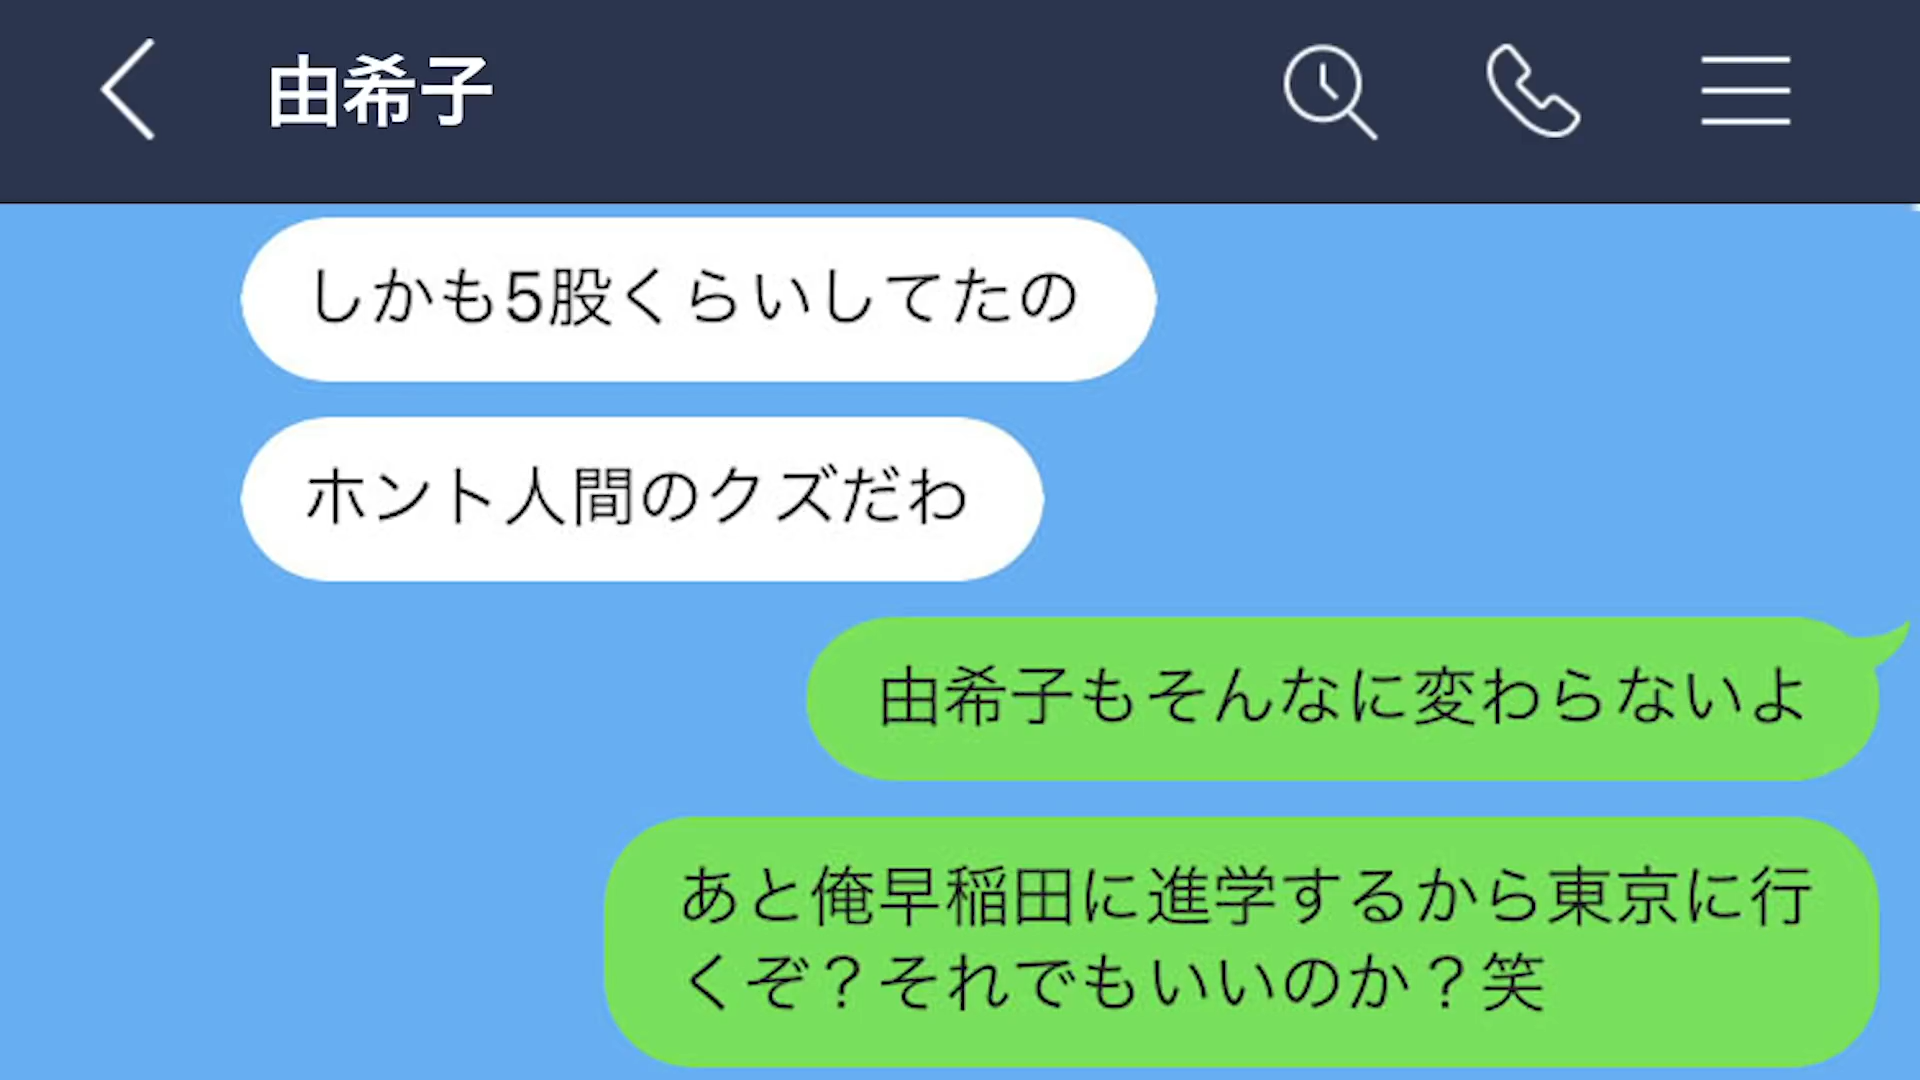 由希子
しかも5股くらいしてたの
ホント人間のクズだわ
由希子もそんなに変わらないよ
あと俺早稲田に進学するから東京に行
くぞ？それでもいいのか？笑